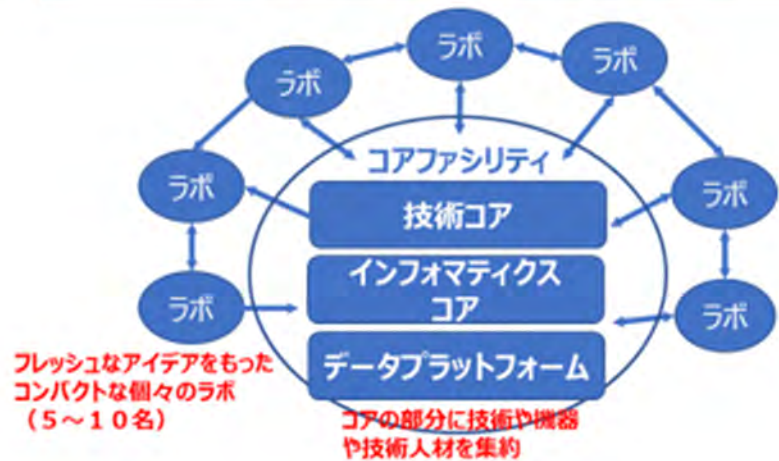 ラボ
ラボ
ラボ
ラボ
ラボ
ラボ
ラボ
コアファシリティ
技術コア
インフォマティクス
コア
データプラットフォーム
フレッシュなアイデアをもった
コンパクトな個々のラボ
（５～１０名）
コアの部分に技術や機器
や技術人材を集約